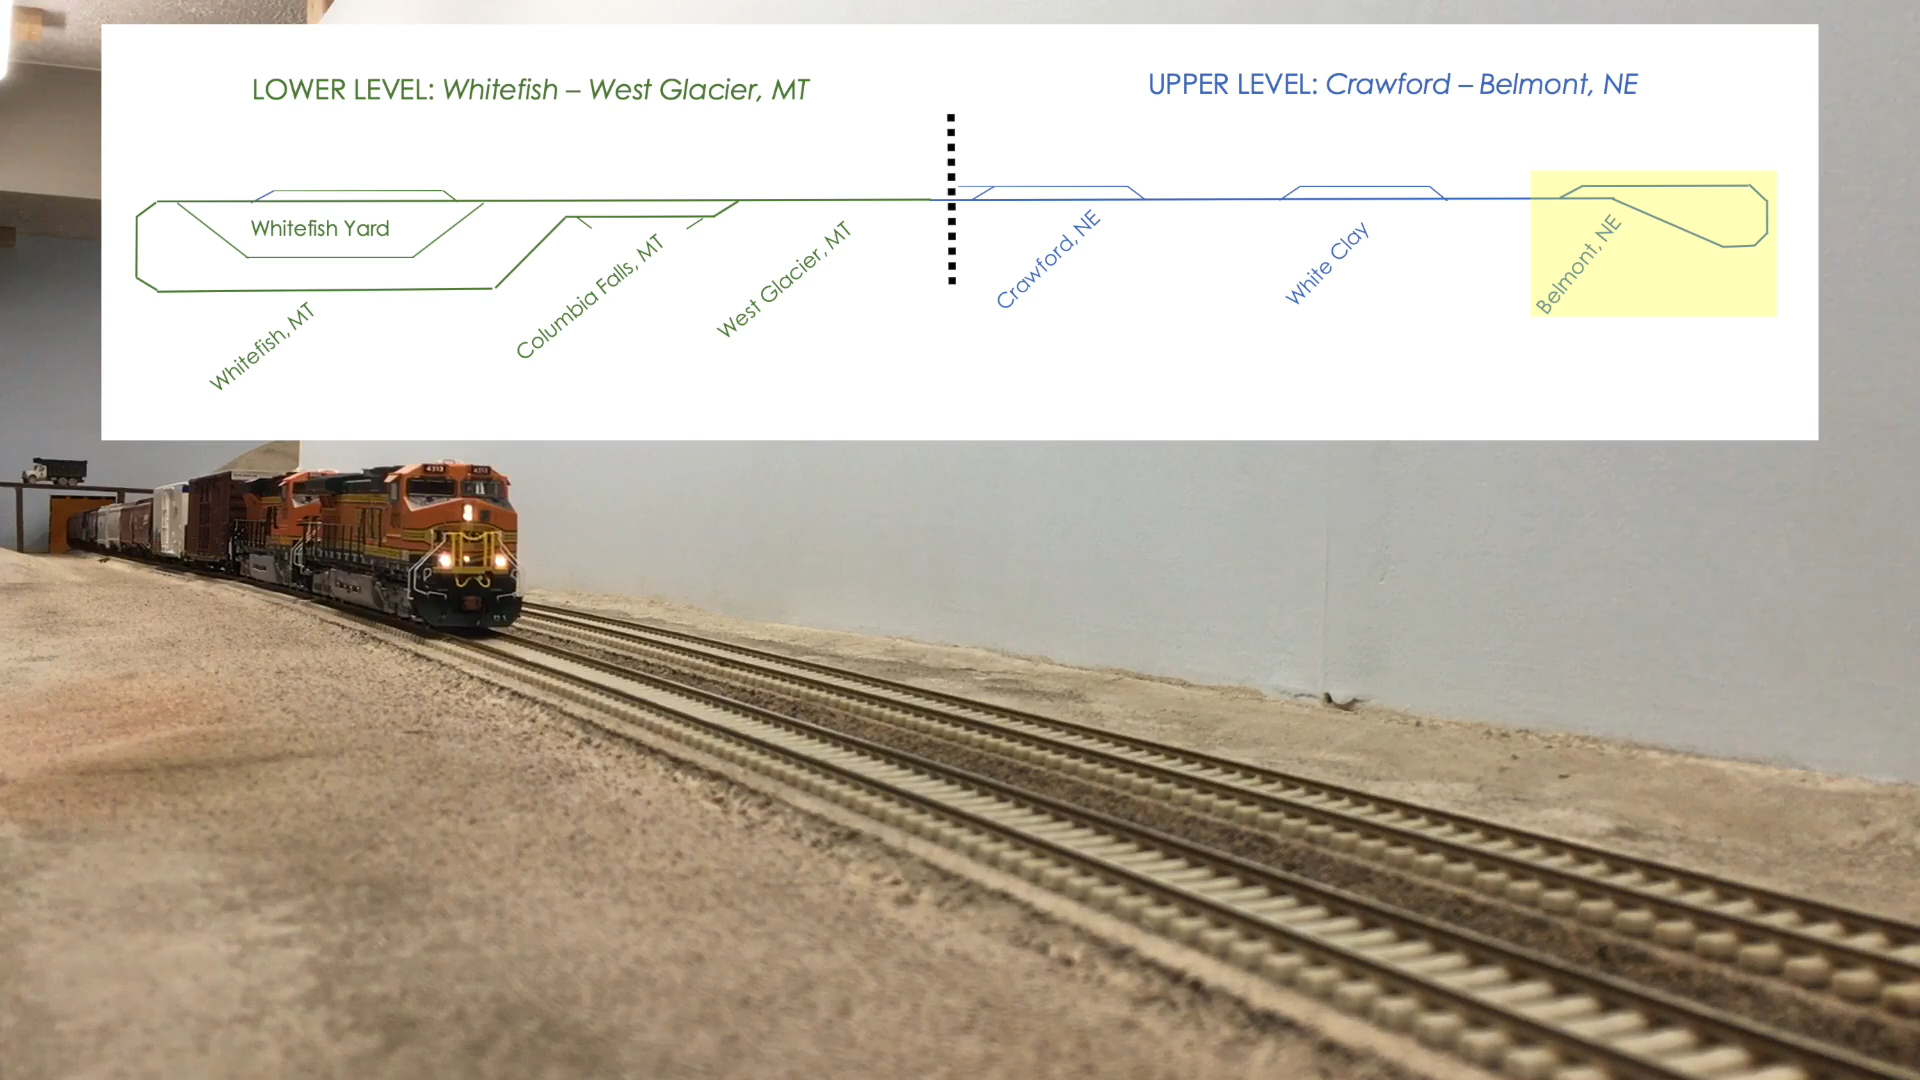 LOWER LEVEL: Whitefish – West Glacier, MT
UPPER LEVEL: Crawford – Belmont, NE
Whitefish Yard
Whitefish, MT
Columbia Falls, MT
West Glacier, MT
Crawford, NE
White Clay
Belmont, NE
4313 4313